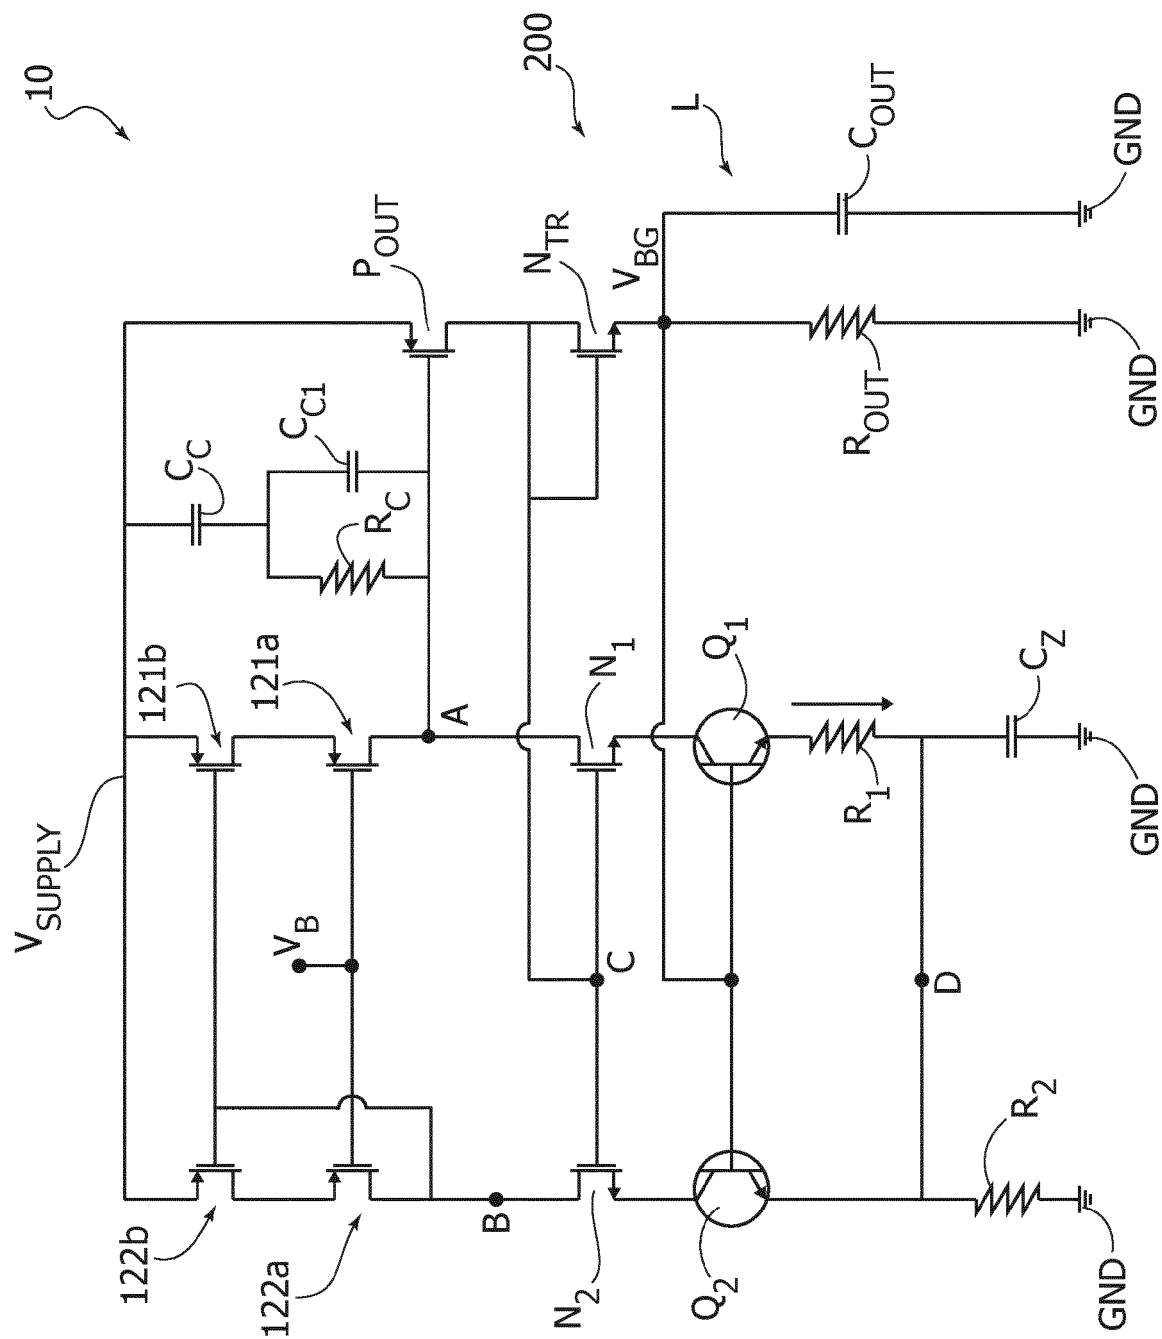 10
200
L
C_OUT
GND
P_OUT
N_TR
V_BG
GND
R_OUT
C_C1
C_C
R_C
121b
121a
A
N_1
Q_1
C_Z
R_1
GND
V_SUPPLY
V_B
C
D
R_2
B
122b
122a
N_2
Q_2
GND